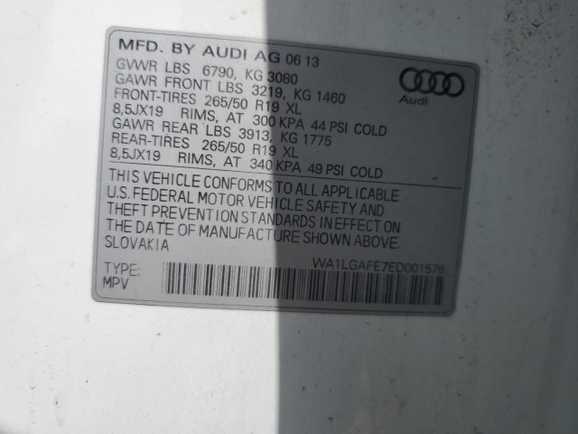 MFD. BY AUDI AG 06 13
GVWR LBS 6790, KG 3080
GAWR FRONT LBS 3219, KG 1460
FRONT-TIRES 265/50 R19 XL
8,5JX19 RIMS, AT 300 KPA 44 PSI COLD
GAWR REAR LBS 3913, KG 1775
REAR-TIRES 265/50 R19 XL
8,5JX19 RIMS, AT 340 KPA 49 PSI COLD
Audi
THIS VEHICLE CONFORMS TO ALL APPLICABLE
U.S. FEDERAL MOTOR VEHICLE SAFETY AND
THEFT PREVENTION STANDARDS IN EFFECT ON
THE DATE OF MANUFACTURE SHOWN ABOVE.
SLOVAKIA
WA1LGAFE7ED001576
TYPE:
MPV